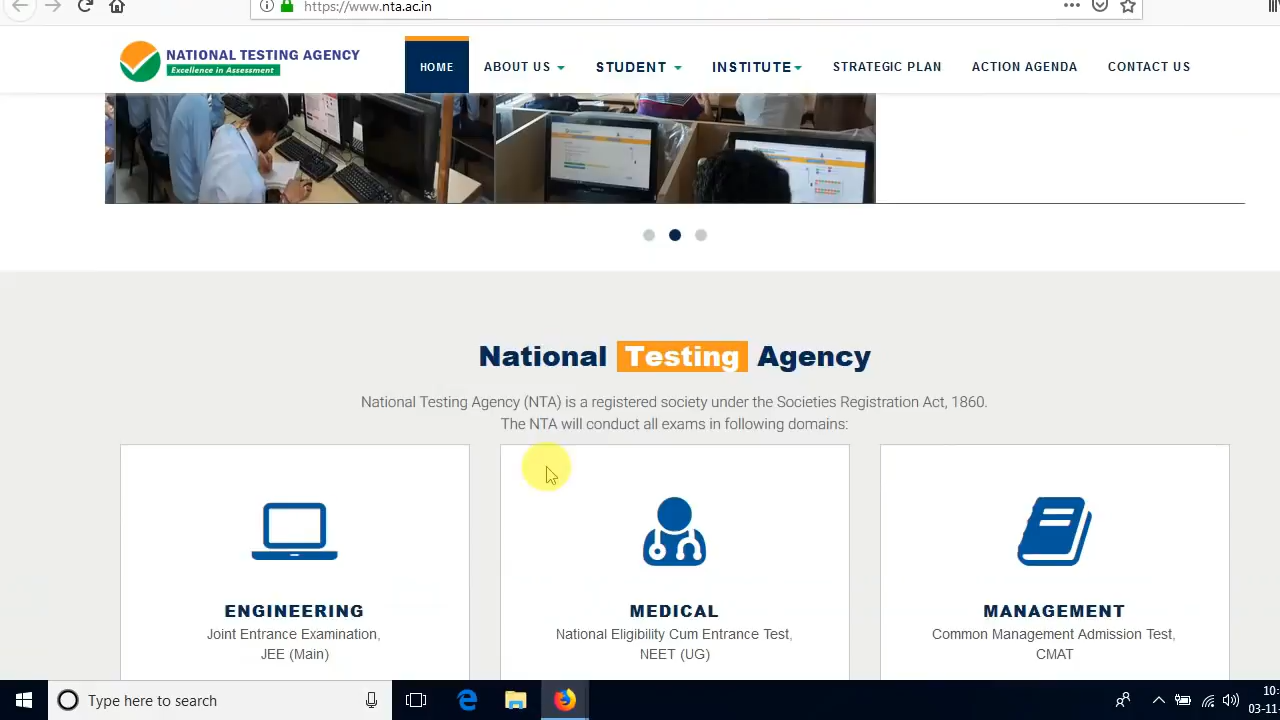 https://www.nta.ac.in
NATIONAL TESTING AGENCY
Excellence in Assessment
HOME
ABOUT US
STUDENT
INSTITUTE
STRATEGIC PLAN
ACTION AGENDA
CONTACT US
National Testing Agency
National Testing Agency (NTA) is a registered society under the Societies Registration Act, 1860.
The NTA will conduct all exams in following domains:
ENGINEERING
Joint Entrance Examination,
JEE (Main)
MEDICAL
National Eligibility Cum Entrance Test,
NEET (UG)
MANAGEMENT
Common Management Admission Test,
CMAT
Type here to search
10:
03-11-